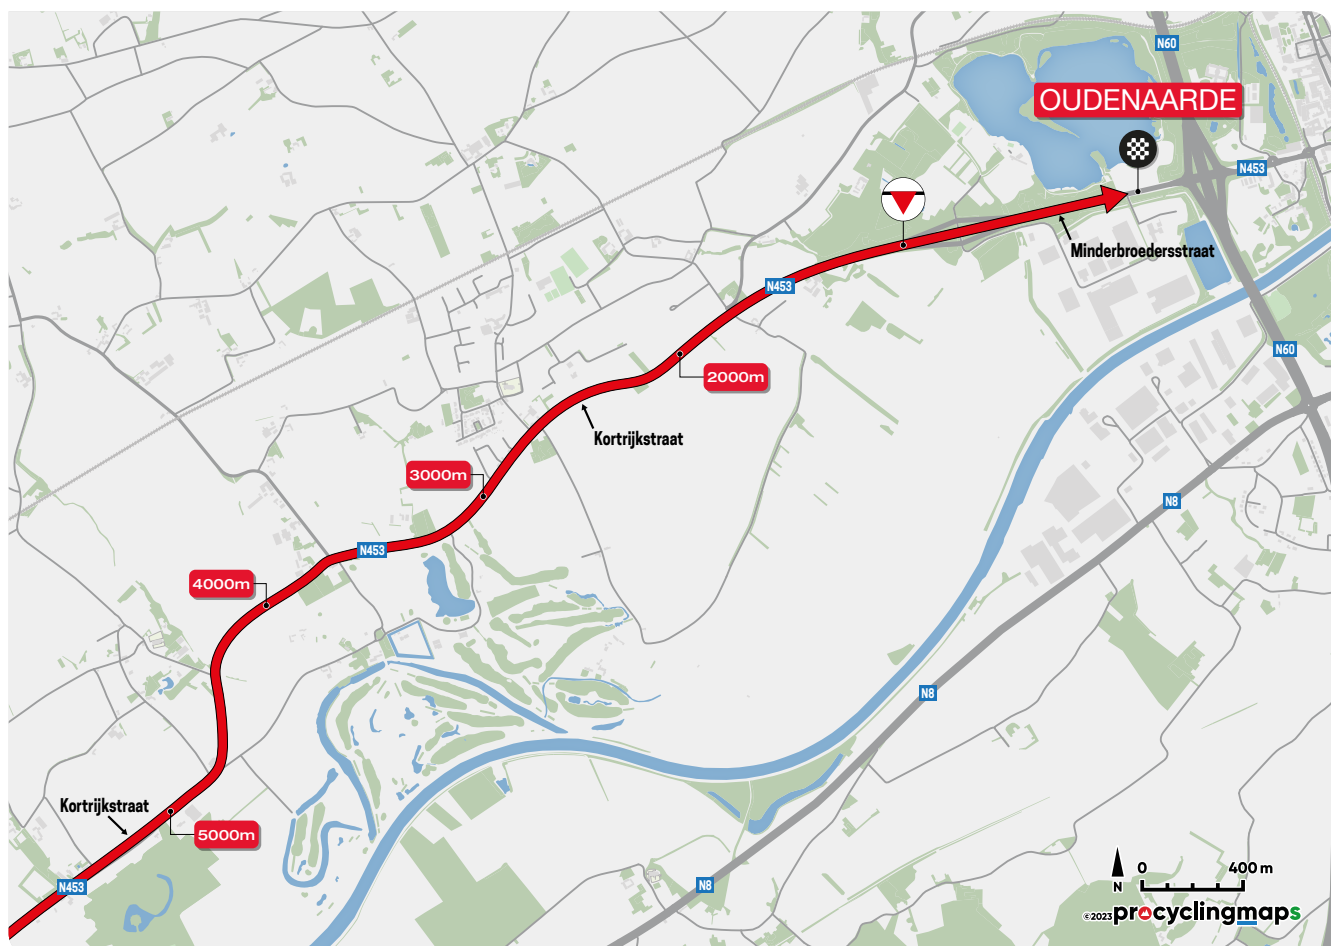 N60
OUDENAARDE
N453
Minderbroedersstraat
N453
N60
2000m
Kortrijkstraat
3000m
N8
N453
4000m
N8
Kortrijkstraat
5000m
N453
N8
0 400 m
N
©2023 procyclingmaps